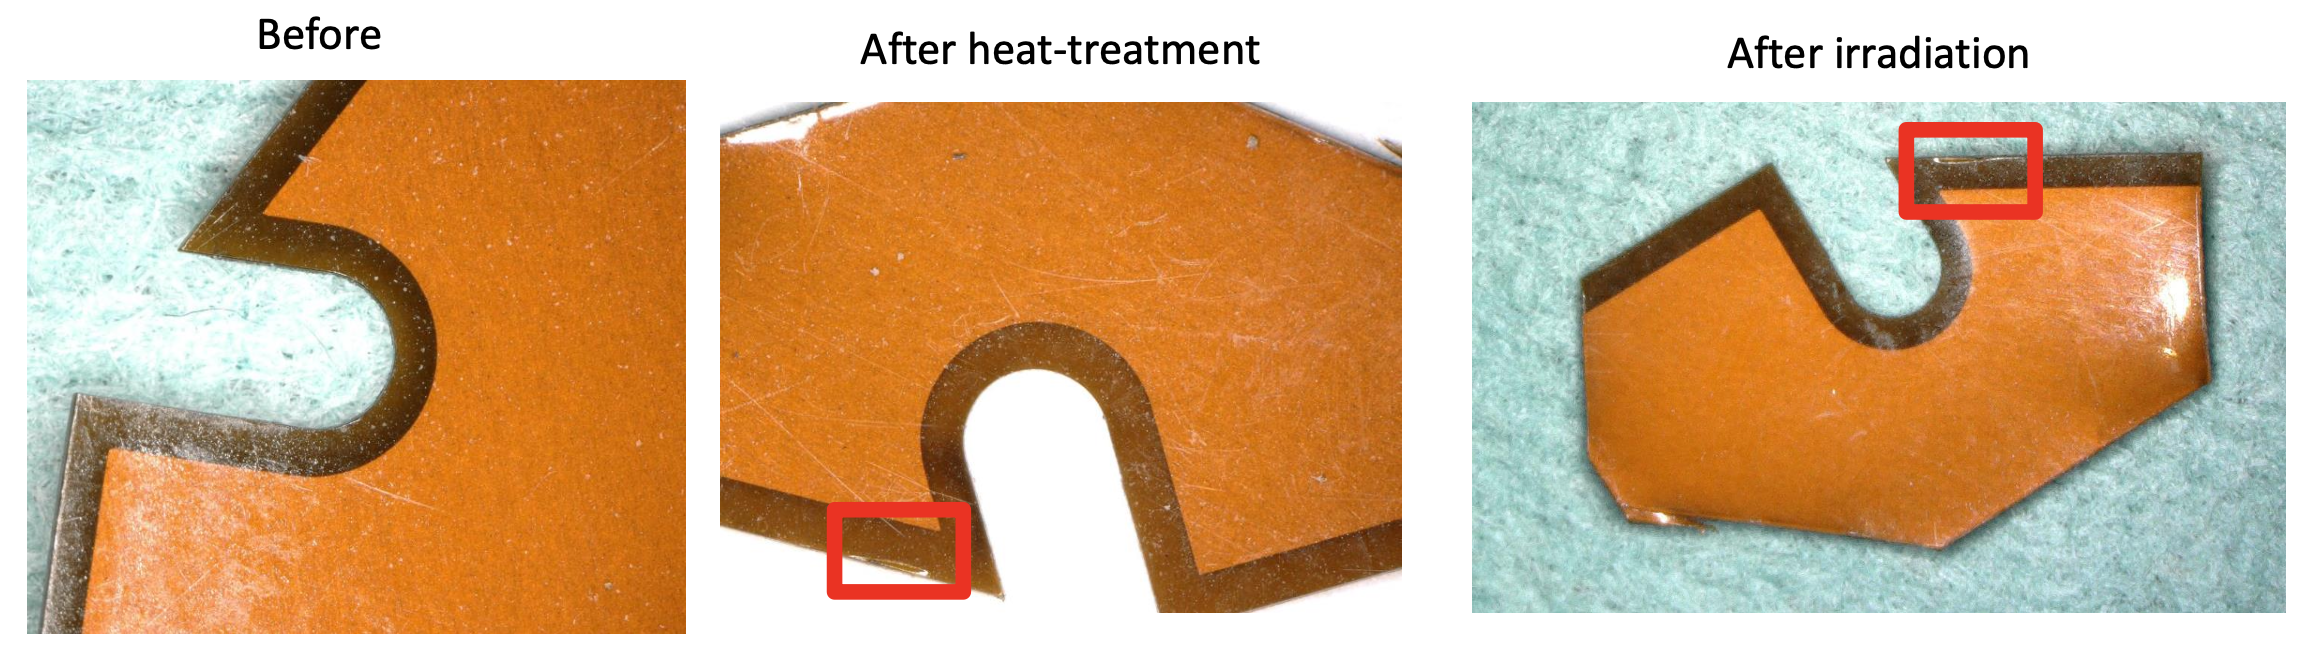 Before
After heat-treatment
After irradiation